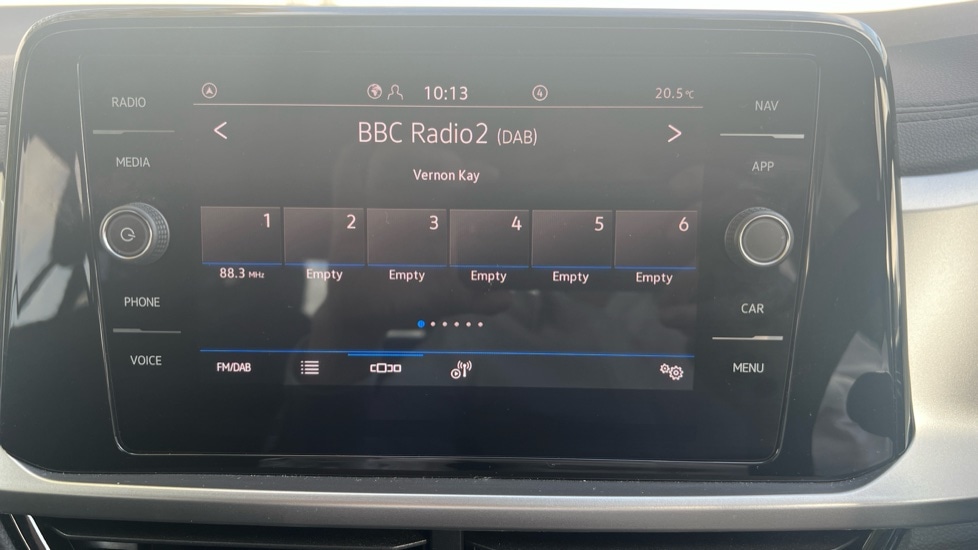 10:13
4
20.5 °C
RADIO
NAV
BBC Radio2 (DAB)
MEDIA
APP
Vernon Kay
1 2 3 4 5 6
88.3 MHz Empty Empty Empty Empty Empty
PHONE
CAR
VOICE
FM/DAB
MENU